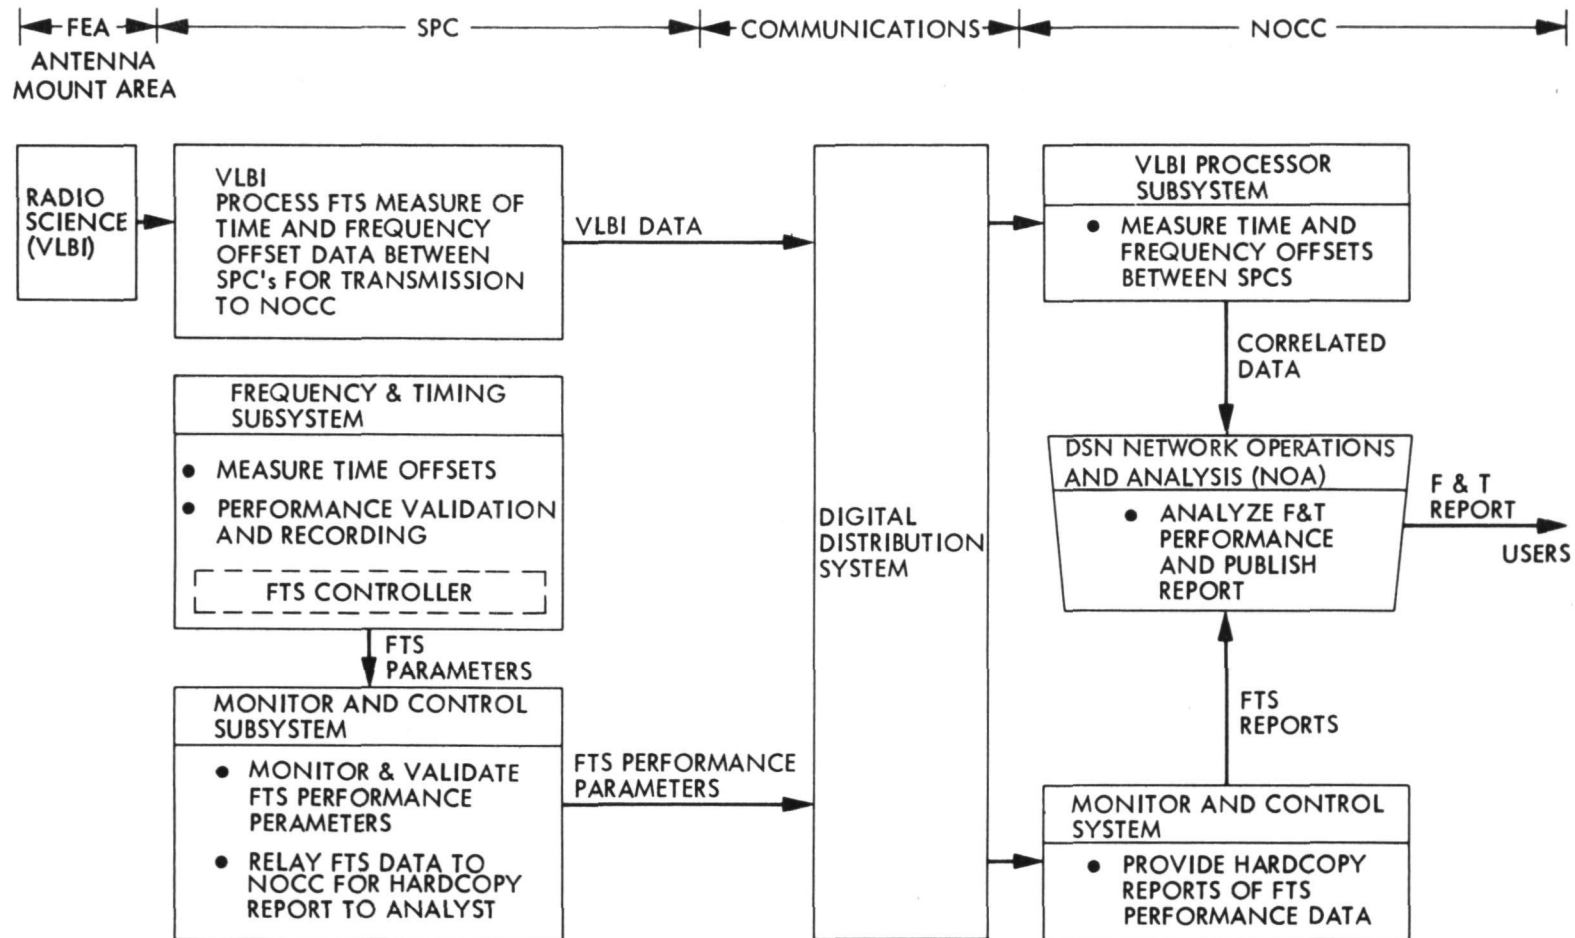 FEA
SPC
COMMUNICATIONS
NOCC
ANTENNA
MOUNT AREA
RADIO
SCIENCE
(VLBI)
VLBI
PROCESS FTS MEASURE OF
TIME AND FREQUENCY
OFFSET DATA BETWEEN
SPC's FOR TRANSMISSION
TO NOCC
VLBI DATA
FREQUENCY & TIMING
SUBSYSTEM
● MEASURE TIME OFFSETS
● PERFORMANCE VALIDATION
AND RECORDING
FTS CONTROLLER
FTS
PARAMETERS
MONITOR AND CONTROL
SUBSYSTEM
● MONITOR & VALIDATE
FTS PERFORMANCE
PERAMETERS
● RELAY FTS DATA TO
NOCC FOR HARDCOPY
REPORT TO ANALYST
FTS PERFORMANCE
PARAMETERS
DIGITAL
DISTRIBUTION
SYSTEM
VLBI PROCESSOR
SUBSYSTEM
● MEASURE TIME AND
FREQUENCY OFFSETS
BETWEEN SPCS
CORRELATED
DATA
DSN NETWORK OPERATIONS
AND ANALYSIS (NOA)
● ANALYZE F&T
PERFORMANCE
AND PUBLISH
REPORT
F & T
REPORT
USERS
FTS
REPORTS
MONITOR AND CONTROL
SYSTEM
● PROVIDE HARDCOPY
REPORTS OF FTS
PERFORMANCE DATA